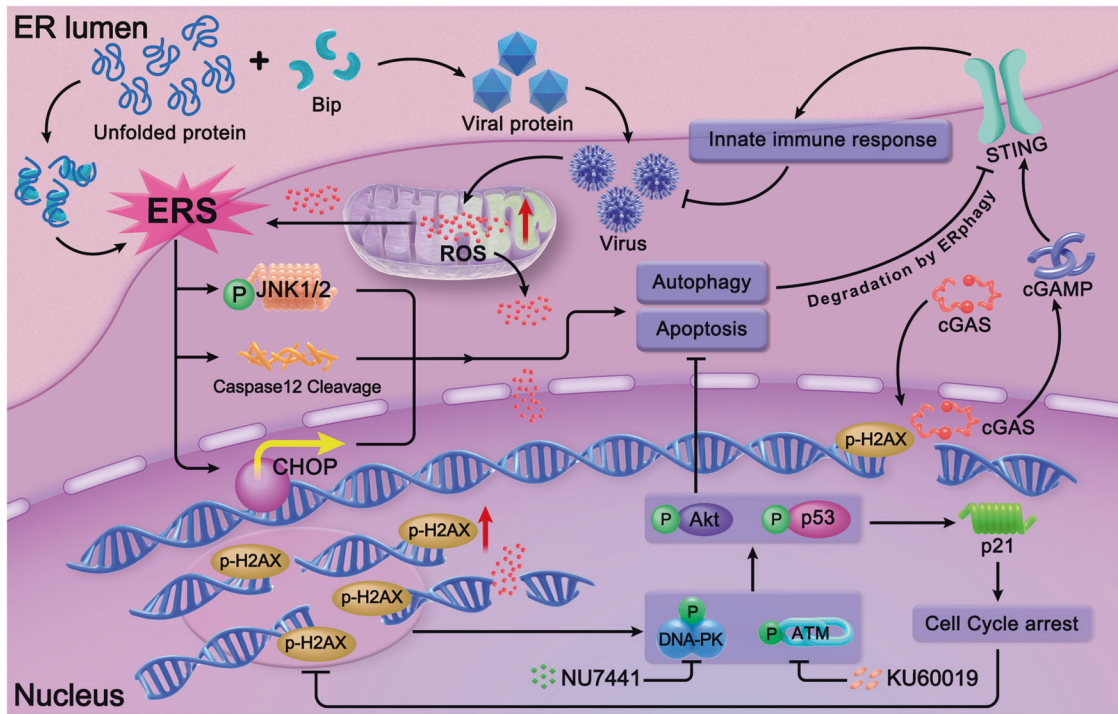 ER lumen
+
Unfolded protein
Bip
Viral protein
Innate immune response
STING
ERS
Virus
ROS
Degradation by ERphagy
cGAMP
P JNK1/2
Autophagy
Apoptosis
cGAS
Caspase12 Cleavage
CHOP
p-H2AX
cGAS
P Akt
P p53
p21
p-H2AX
p-H2AX
p-H2AX
p-H2AX
P
DNA-PK
P ATM
Cell Cycle arrest
NU7441
KU60019
Nucleus